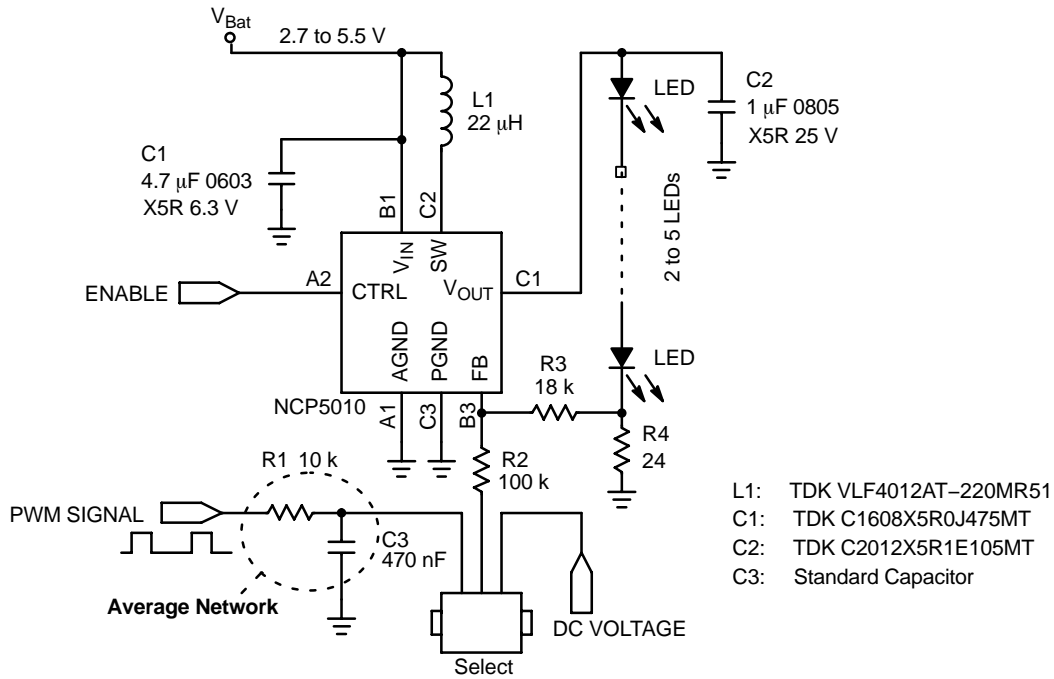 VBat
2.7 to 5.5 V
L1
22 μH
C1
4.7 μF 0603
X5R 6.3 V
B1
C2
LED
C2
1 μF 0805
X5R 25 V
2 to 5 LEDs
ENABLE
A2
CTRL
VIN
SW
VOUT
C1
AGND
PGND
FB
NCP5010
A1
C3
B3
R3
18 k
LED
R4
24
R1 10 k
R2
100 k
PWM SIGNAL
C3
470 nF
Average Network
DC VOLTAGE
Select
L1: TDK VLF4012AT−220MR51
C1: TDK C1608X5R0J475MT
C2: TDK C2012X5R1E105MT
C3: Standard Capacitor